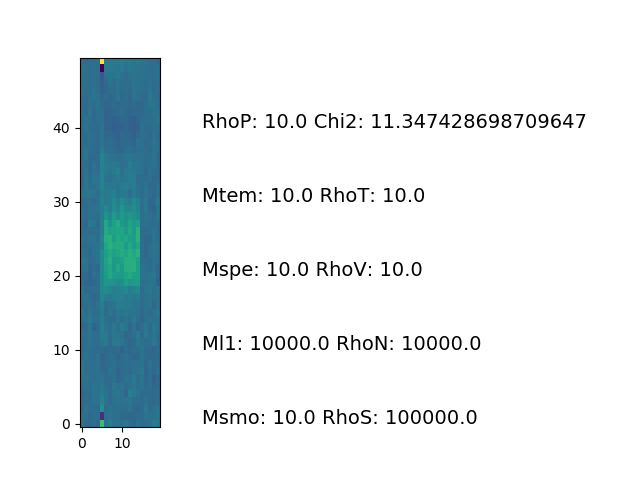 40
RhoP: 10.0 Chi2: 11.347428698709647
30
Mtem: 10.0 RhoT: 10.0
20
Mspe: 10.0 RhoV: 10.0
10
Ml1: 10000.0 RhoN: 10000.0
0
Msmo: 10.0 RhoS: 100000.0
0 10